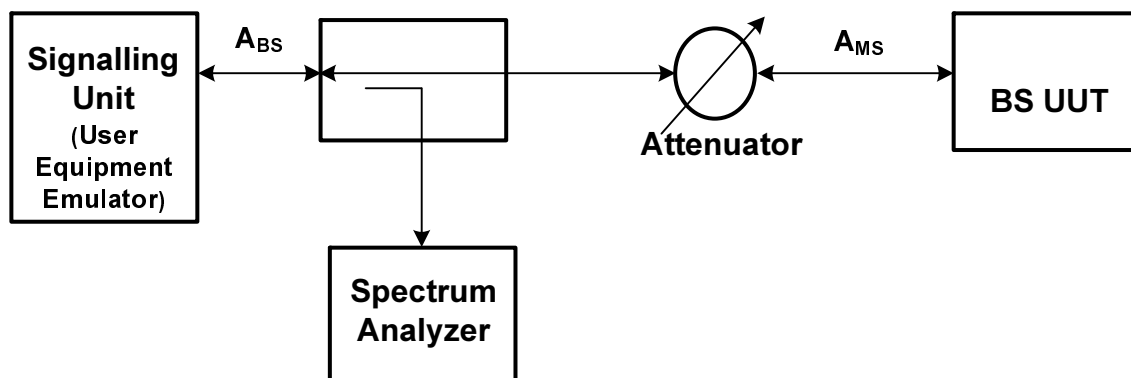 Signalling
Unit
(User
Equipment
Emulator)
ABS
Attenuator
AMS
BS UUT
Spectrum
Analyzer